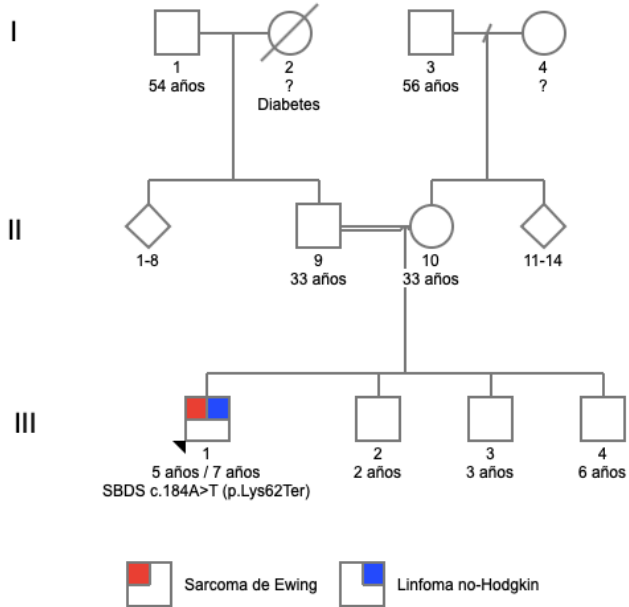 I
1
54 años
2
?
Diabetes
3
56 años
4
?
II
1-8
9
33 años
10
33 años
11-14
III
1
5 años / 7 años
SBDS c.184A>T (p.Lys62Ter)
2
2 años
3
3 años
4
6 años
Sarcoma de Ewing
Linfoma no-Hodgkin